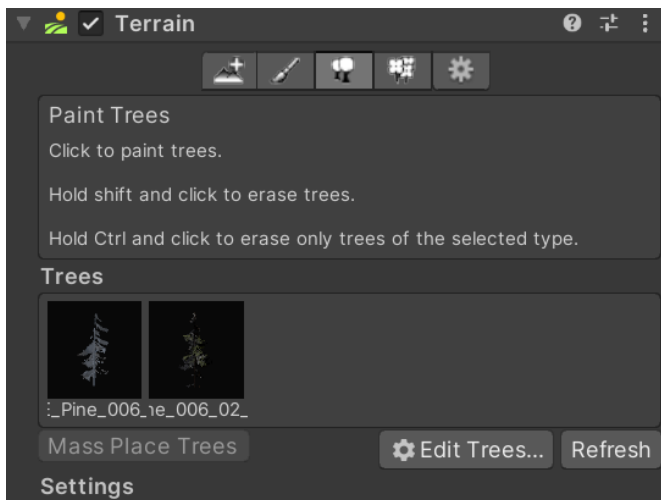 Terrain
Paint Trees
Click to paint trees.
Hold shift and click to erase trees.
Hold Ctrl and click to erase only trees of the selected type.
Trees
_Pine_006_ ne_006_02_
Mass Place Trees
Edit Trees... Refresh
Settings